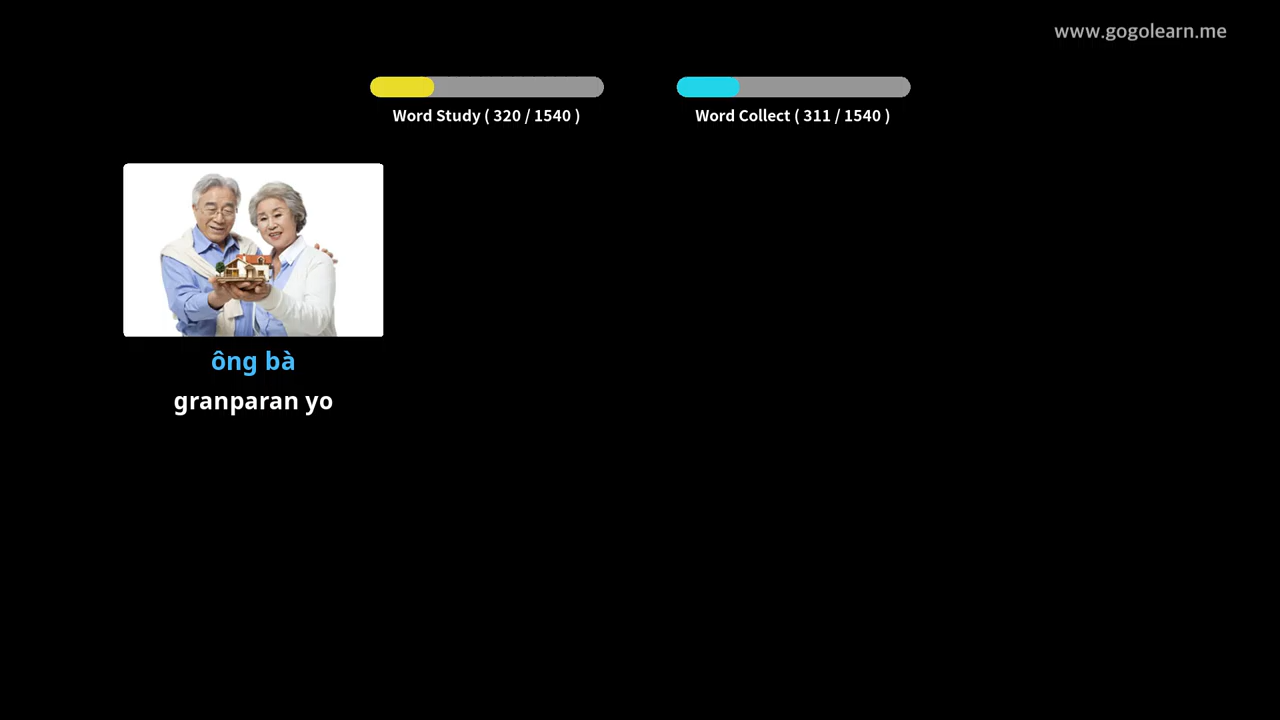 www.gogolearn.me
Word Study ( 320 / 1540 )
Word Collect ( 311 / 1540 )
ông bà
granparan yo